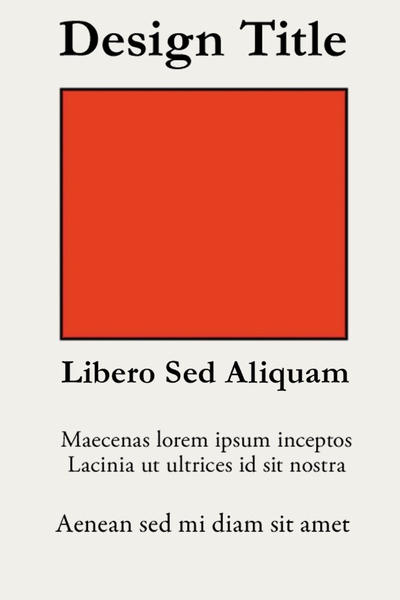 Design Title
Libero Sed Aliquam
Maecenas lorem ipsum inceptos
Lacinia ut ultrices id sit nostra
Aenean sed mi diam sit amet